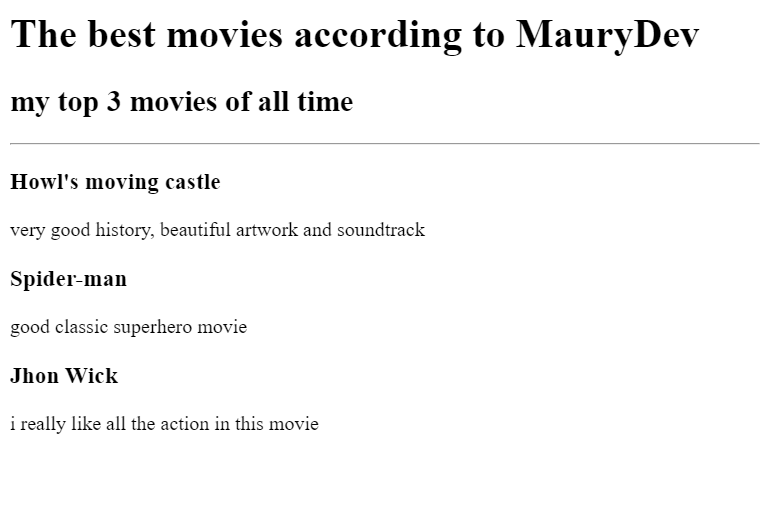 The best movies according to MauryDev
my top 3 movies of all time
Howl's moving castle
very good history, beautiful artwork and soundtrack
Spider-man
good classic superhero movie
Jhon Wick
i really like all the action in this movie